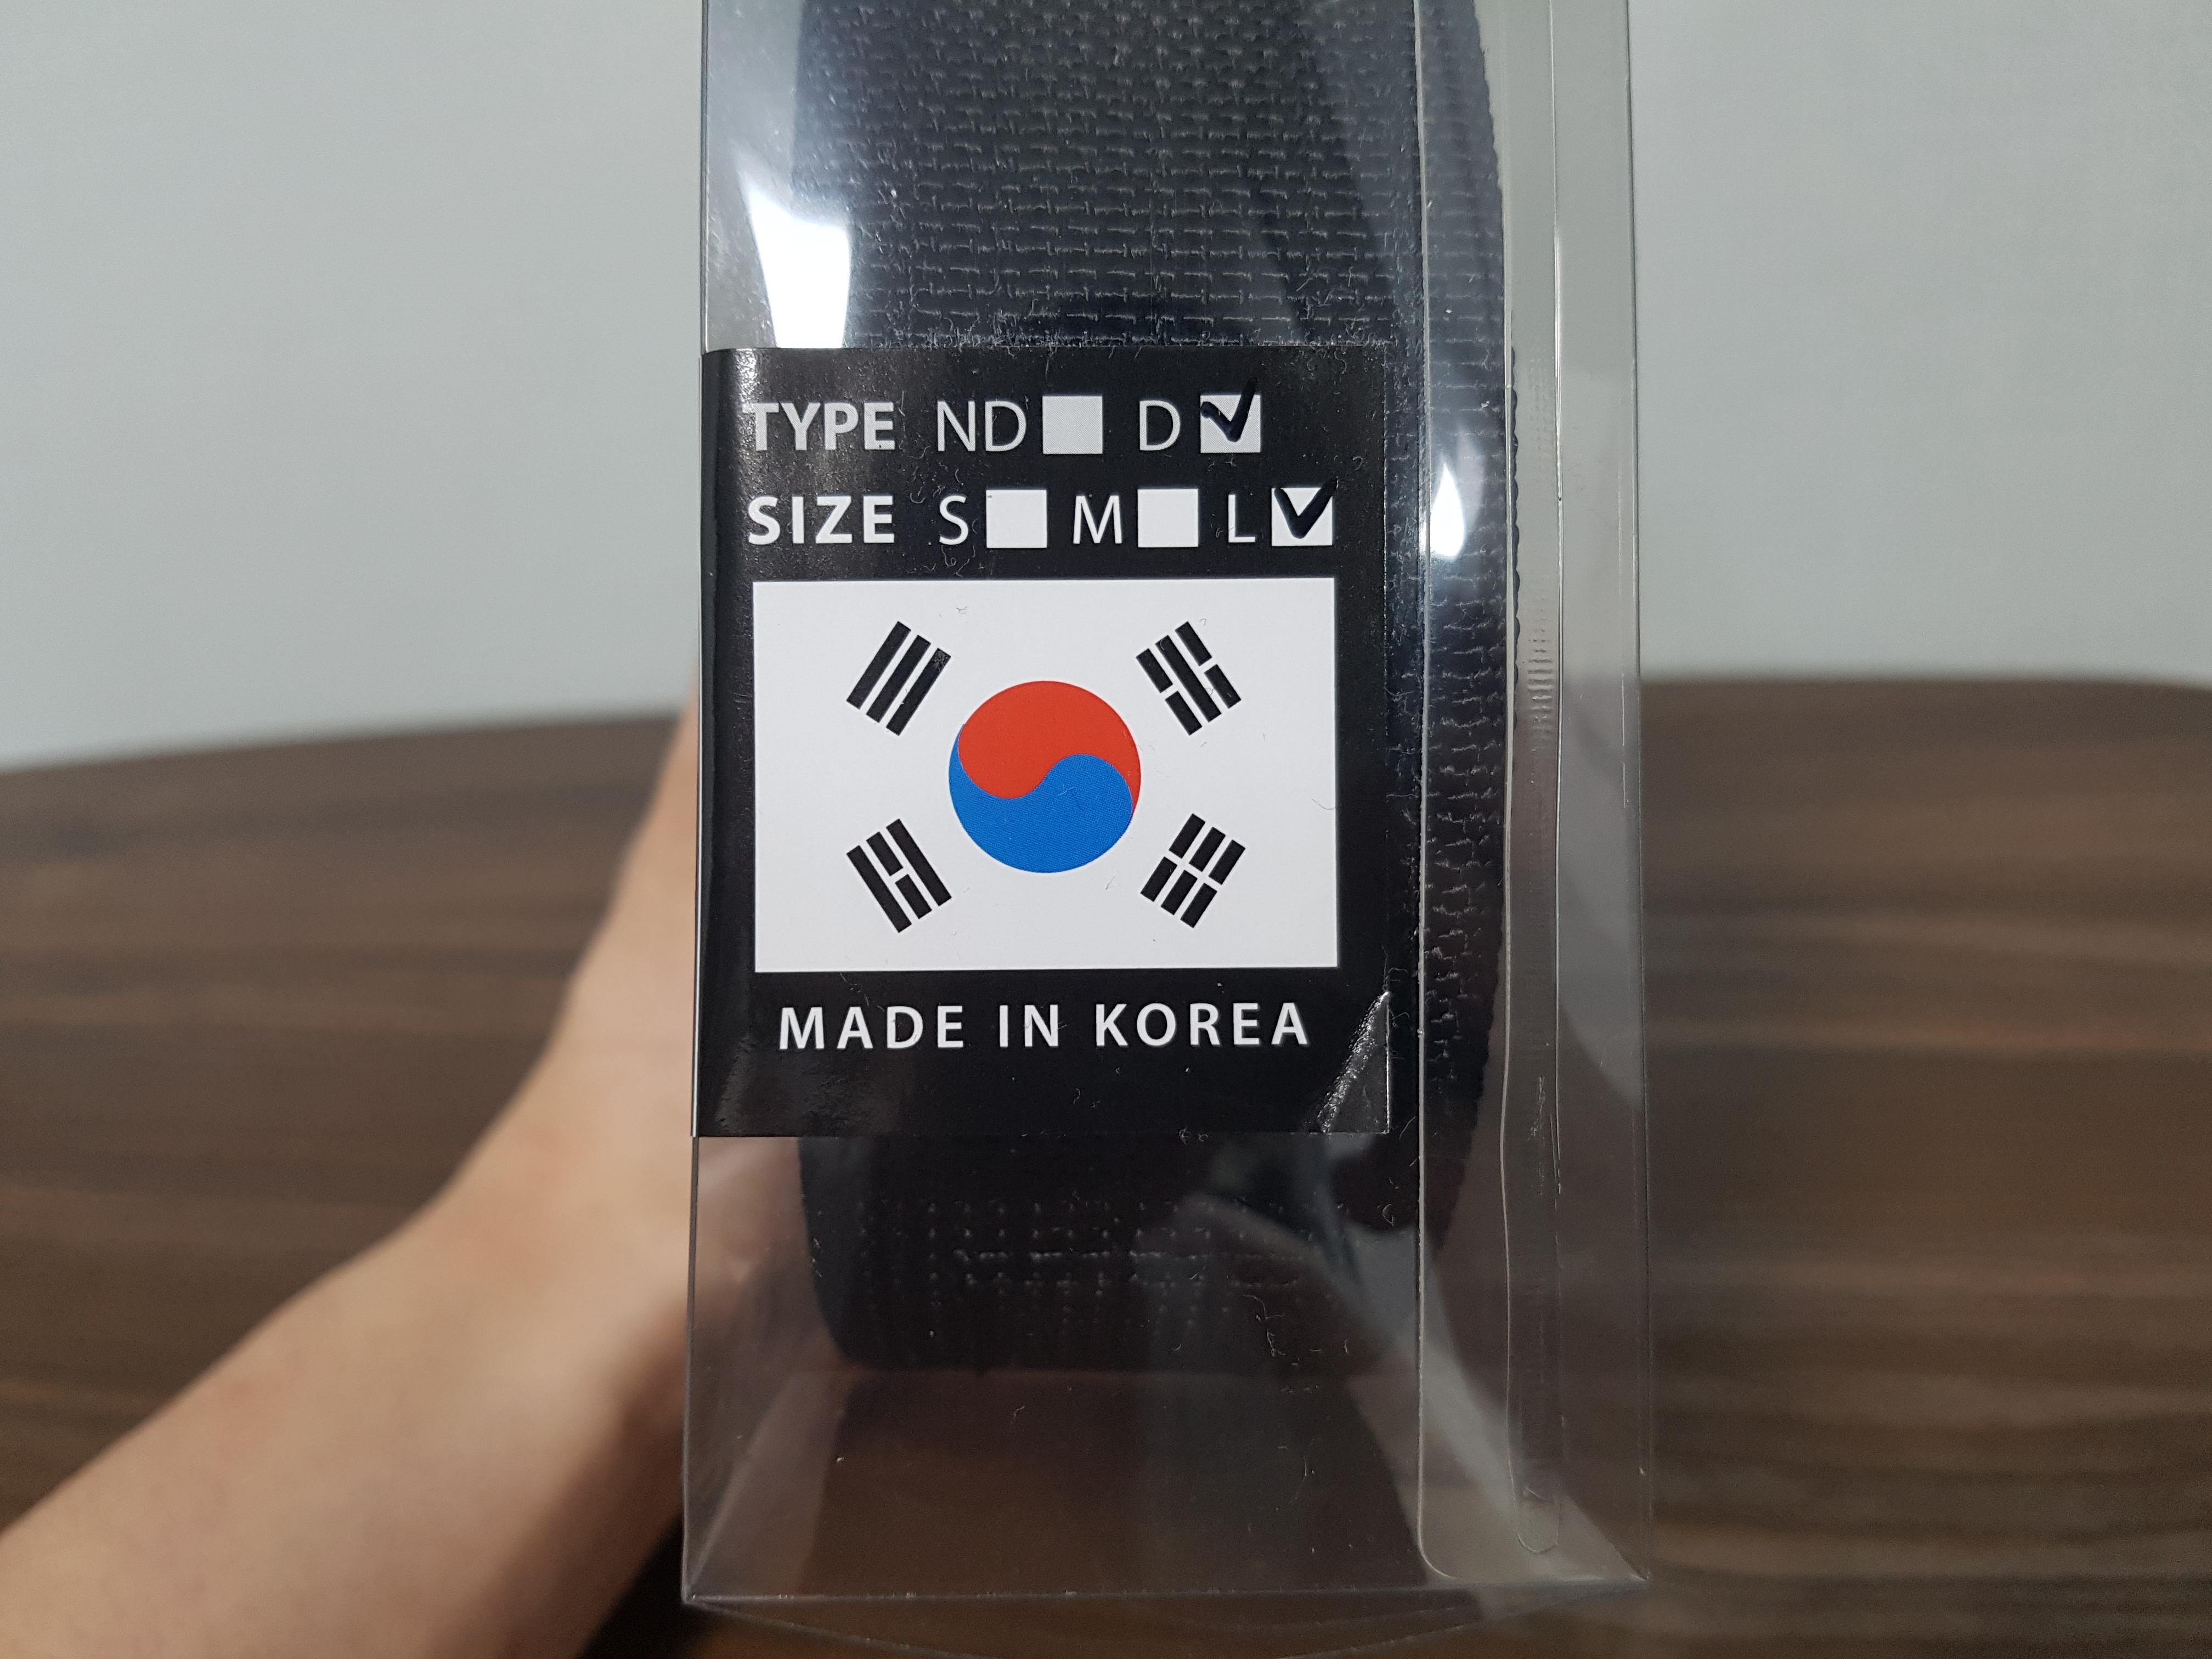 TYPE ND D
SIZE S M L
MADE IN KOREA